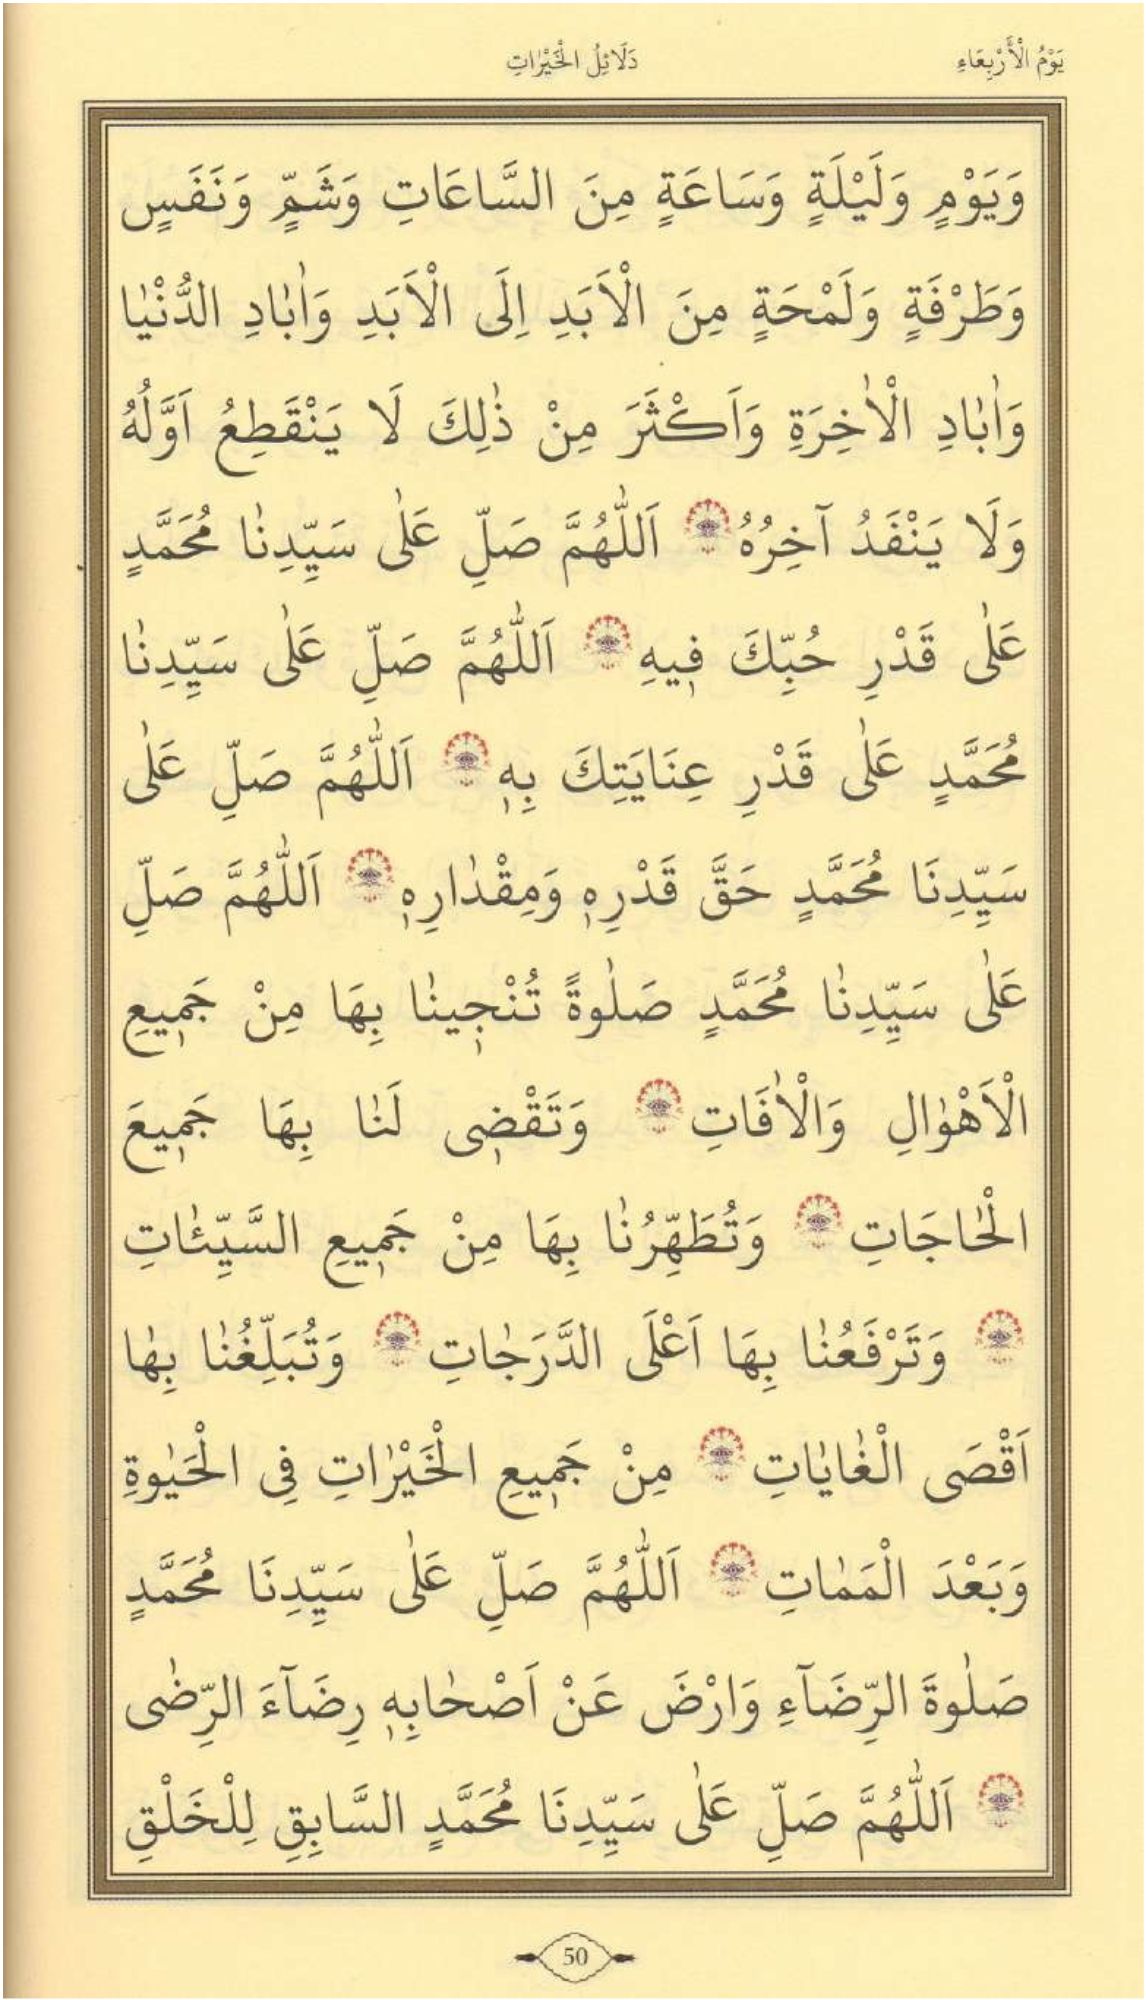 يَوْمُ الْأَرْبِعَاءِ
دَلَائِلُ الْخَيْرَاتِ
وَيَوْمٍ وَلَيْلَةٍ وَسَاعَةٍ مِنَ السَّاعَاتِ وَشَمٍّ وَنَفَسٍ
وَطَرْفَةٍ وَلَمْحَةٍ مِنَ الْاَبَدِ اِلَى الْاَبَدِ وَاٰبٰادِ الدُّنْيٰا
وَاٰبٰادِ الْاٰخِرَةِ وَاَكْثَرَ مِنْ ذٰلِكَ لَا يَنْقَطِعُ اَوَّلُهُ
وَلَا يَنْفَدُ آخِرُهُ اَللّٰهُمَّ صَلِّ عَلٰى سَيِّدِنٰا مُحَمَّدٍ
عَلٰى قَدْرِ حُبِّكَ فٖيهِ اَللّٰهُمَّ صَلِّ عَلٰى سَيِّدِنٰا
مُحَمَّدٍ عَلٰى قَدْرِ عِنَايَتِكَ بِهٖ اَللّٰهُمَّ صَلِّ عَلٰى
سَيِّدِنَا مُحَمَّدٍ حَقَّ قَدْرِهٖ وَمِقْدٰارِهٖ اَللّٰهُمَّ صَلِّ
عَلٰى سَيِّدِنٰا مُحَمَّدٍ صَلٰوةً تُنْجٖينٰا بِهَا مِنْ جَمٖيعِ
الْاَهْوٰالِ وَالْاٰفَاتِ وَتَقْضٖى لَنٰا بِهَا جَمٖيعَ
الْحٰاجَاتِ وَتُطَهِّرُنٰا بِهَا مِنْ جَمٖيعِ السَّيِّئٰاتِ
وَتَرْفَعُنٰا بِهَا اَعْلَى الدَّرَجٰاتِ وَتُبَلِّغُنٰا بِهٰا
اَقْصَى الْغٰايٰاتِ مِنْ جَمٖيعِ الْخَيْرٰاتِ فِى الْحَيٰوةِ
وَبَعْدَ الْمَمٰاتِ اَللّٰهُمَّ صَلِّ عَلٰى سَيِّدِنَا مُحَمَّدٍ
صَلٰوةَ الرِّضَآءِ وَارْضَ عَنْ اَصْحٰابِهٖ رِضَآءَ الرِّضٰى
اَللّٰهُمَّ صَلِّ عَلٰى سَيِّدِنَا مُحَمَّدٍ السَّابِقِ لِلْخَلْقِ
50